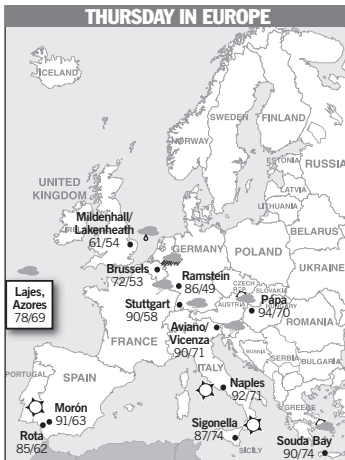 THURSDAY IN EUROPE
ICELAND
SWEDEN
FINLAND
NORWAY
ESTONIA
RUSSIA
LATVIA
LITHUANIA
UNITED
KINGDOM
BELARUS
Mildenhall/
Lakenheath
61/54
GERMANY
POLAND
UKRAINE
Brussels
72/53
Ramstein
86/49
Lajes,
Azores
78/69
CZECH
REP.
SLOVAKIA
Stuttgart
90/58
AUSTRIA
Pápa
94/70
HUNGARY
ROMANIA
FRANCE
Aviano/
Vicenza
90/71
BOSNIA
SERBIA
BULGARIA
ITALY
PORTUGAL
SPAIN
Naples
92/71
Morón
91/63
GREECE
Rota
85/62
Sigonella
87/74
SICILY
Souda Bay
90/74